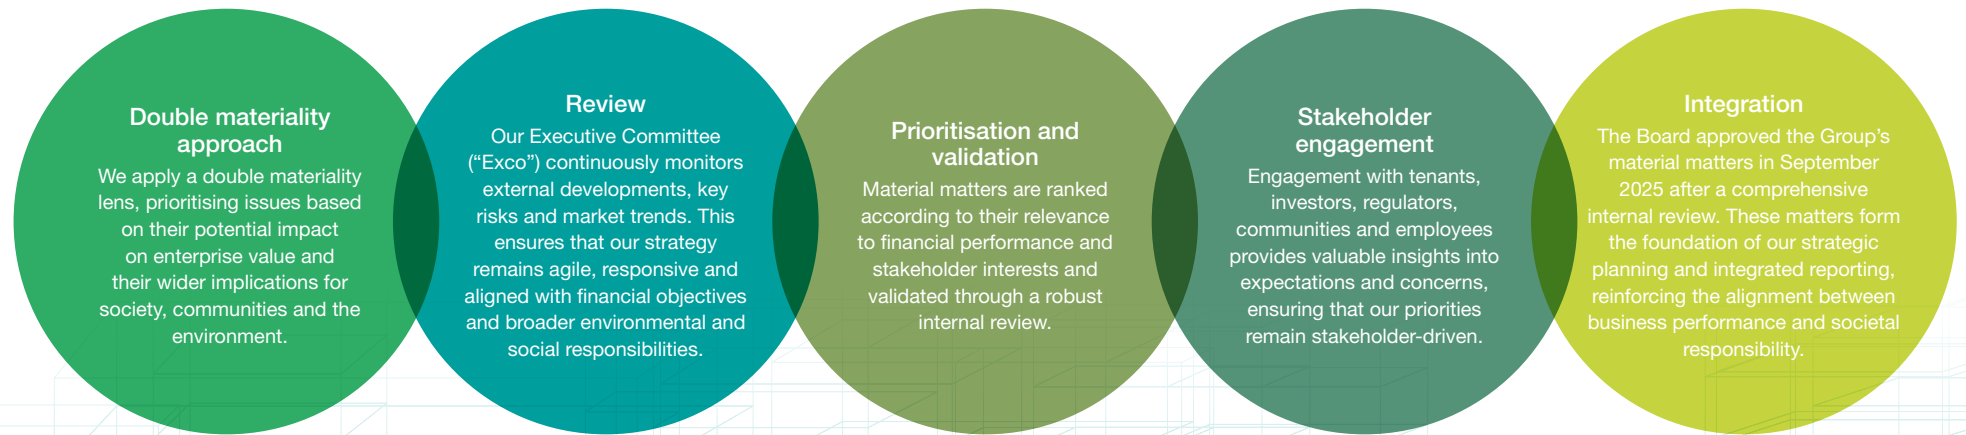 Double materiality
approach
We apply a double materiality
lens, prioritising issues based
on their potential impact
on enterprise value and
their wider implications for
society, communities and the
environment.
Review
Our Executive Committee
(“Exco”) continuously monitors
external developments, key
risks and market trends. This
ensures that our strategy
remains agile, responsive and
aligned with financial objectives
and broader environmental and
social responsibilities.
Prioritisation and
validation
Material matters are ranked
according to their relevance
to financial performance and
stakeholder interests and
validated through a robust
internal review.
Stakeholder
engagement
Engagement with tenants,
investors, regulators,
communities and employees
provides valuable insights into
expectations and concerns,
ensuring that our priorities
remain stakeholder-driven.
Integration
The Board approved the Group’s
material matters in September
2025 after a comprehensive
internal review. These matters form
the foundation of our strategic
planning and integrated reporting,
reinforcing the alignment between
business performance and societal
responsibility.